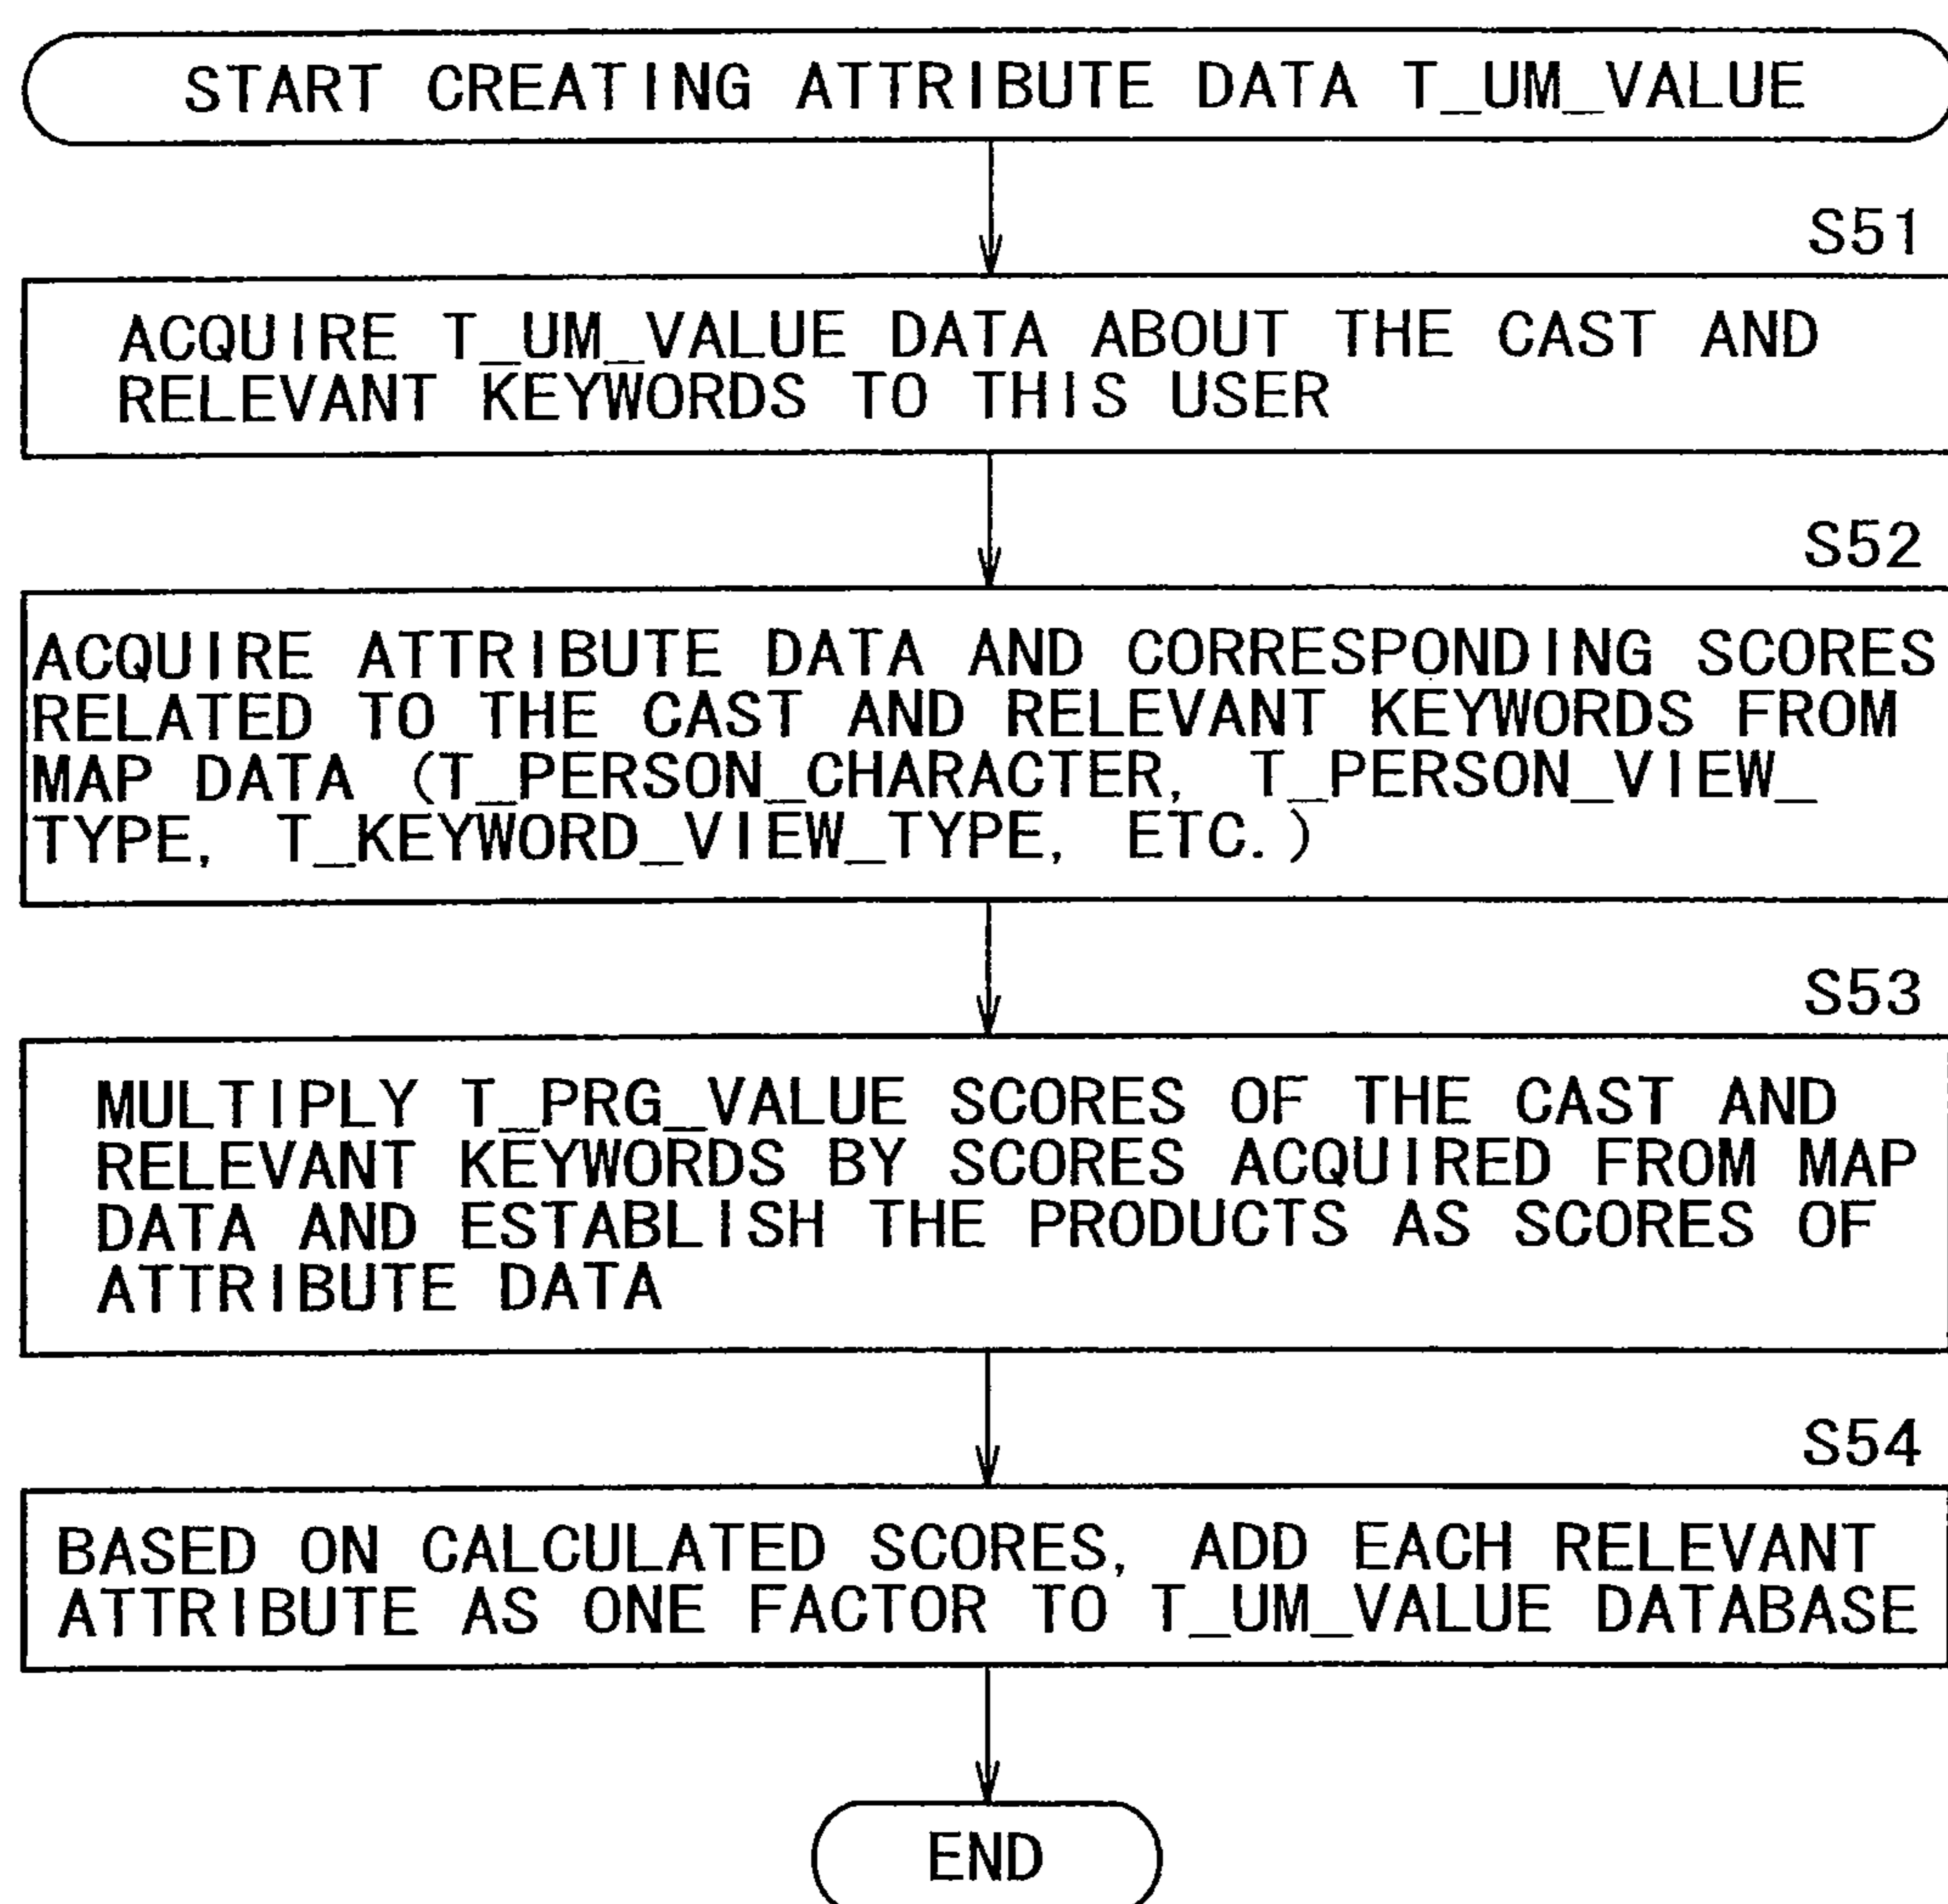 START CREATING ATTRIBUTE DATA T_UM_VALUE
S51
ACQUIRE T_UM_VALUE DATA ABOUT THE CAST AND
RELEVANT KEYWORDS TO THIS USER
S52
ACQUIRE ATTRIBUTE DATA AND CORRESPONDING SCORES
RELATED TO THE CAST AND RELEVANT KEYWORDS FROM
MAP DATA (T_PERSON_CHARACTER, T_PERSON_VIEW_
TYPE, T_KEYWORD_VIEW_TYPE, ETC.)
S53
MULTIPLY T_PRG_VALUE SCORES OF THE CAST AND
RELEVANT KEYWORDS BY SCORES ACQUIRED FROM MAP
DATA AND ESTABLISH THE PRODUCTS AS SCORES OF
ATTRIBUTE DATA
S54
BASED ON CALCULATED SCORES, ADD EACH RELEVANT
ATTRIBUTE AS ONE FACTOR TO T_UM_VALUE DATABASE
END